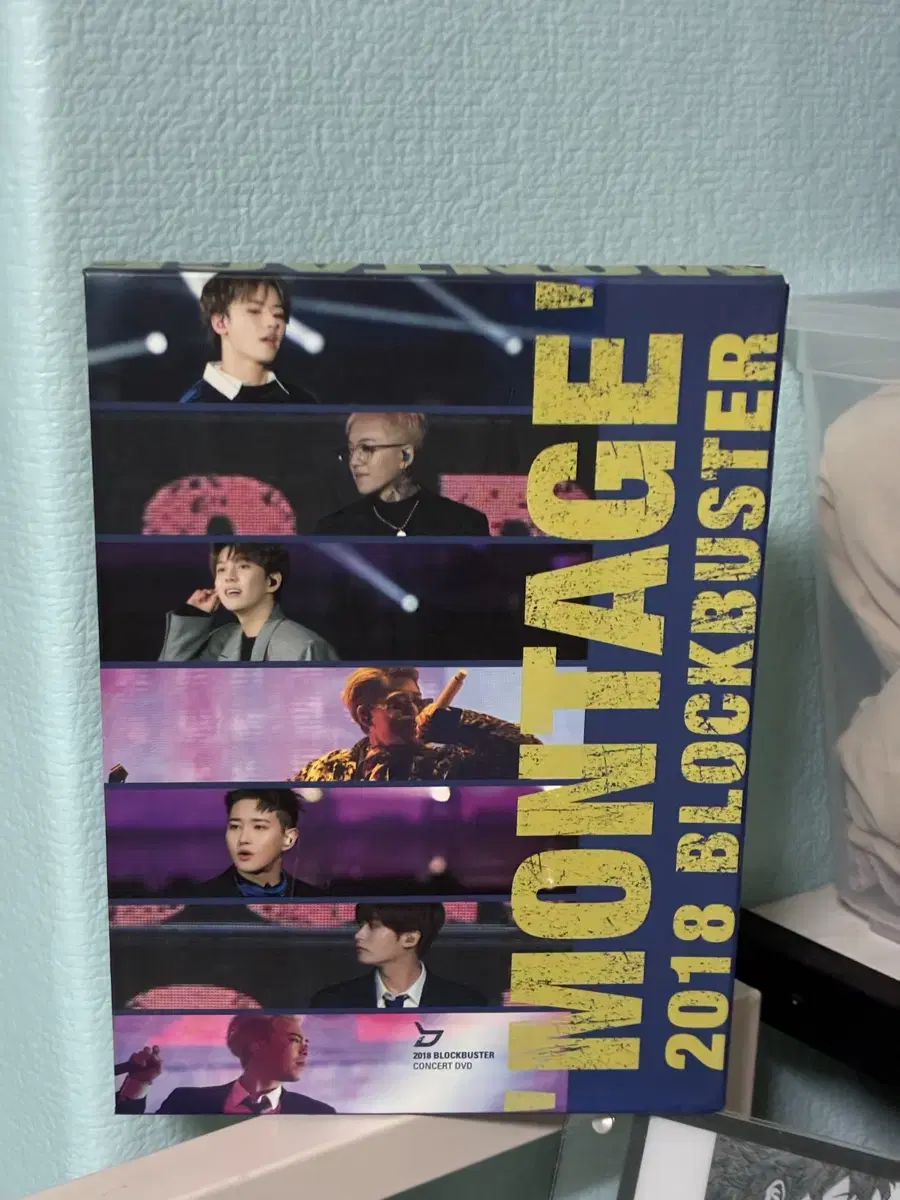 'MONTAGE'
2018 BLOCKBUSTER
2018 BLOCKBUSTER
CONCERT DVD